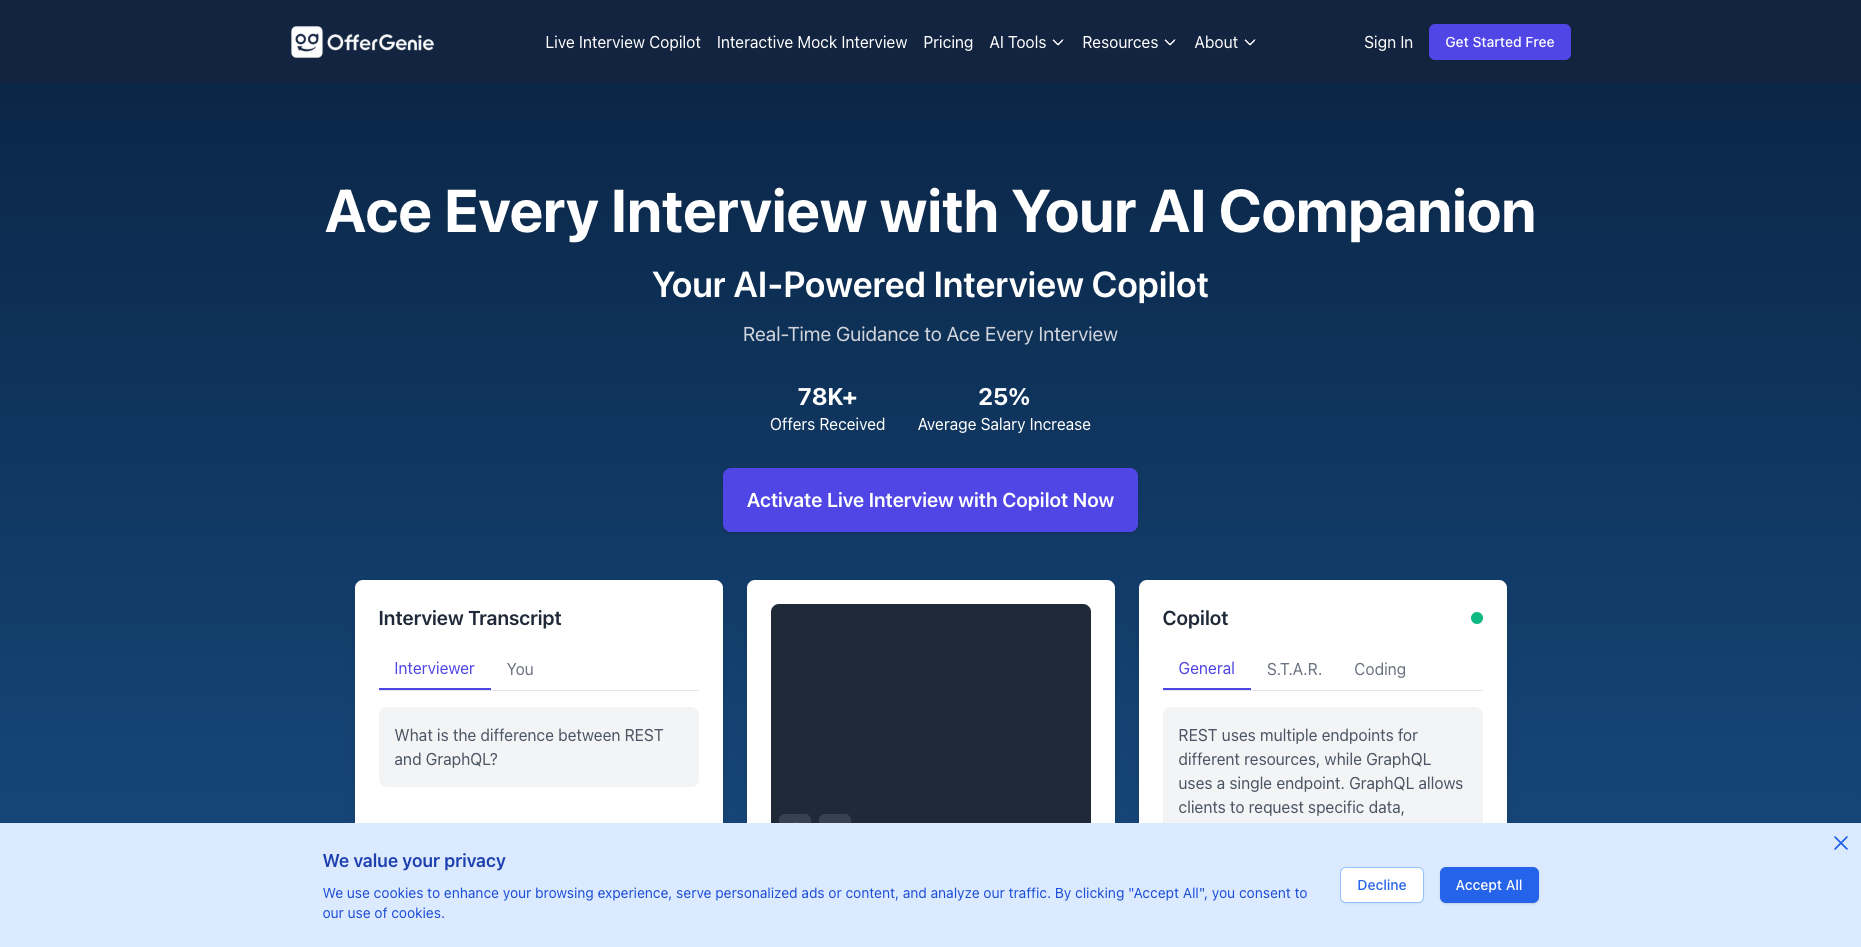 OfferGenie
Live Interview Copilot Interactive Mock Interview Pricing AI Tools Resources About
Sign In Get Started Free
Ace Every Interview with Your AI Companion
Your AI-Powered Interview Copilot
Real-Time Guidance to Ace Every Interview
78K+ 25%
Offers Received Average Salary Increase
Activate Live Interview with Copilot Now
Interview Transcript
Interviewer You
What is the difference between REST
and GraphQL?
Copilot
General S.T.A.R. Coding
REST uses multiple endpoints for
different resources, while GraphQL
uses a single endpoint. GraphQL allows
clients to request specific data,
We value your privacy
We use cookies to enhance your browsing experience, serve personalized ads or content, and analyze our traffic. By clicking "Accept All", you consent to
our use of cookies.
Decline Accept All